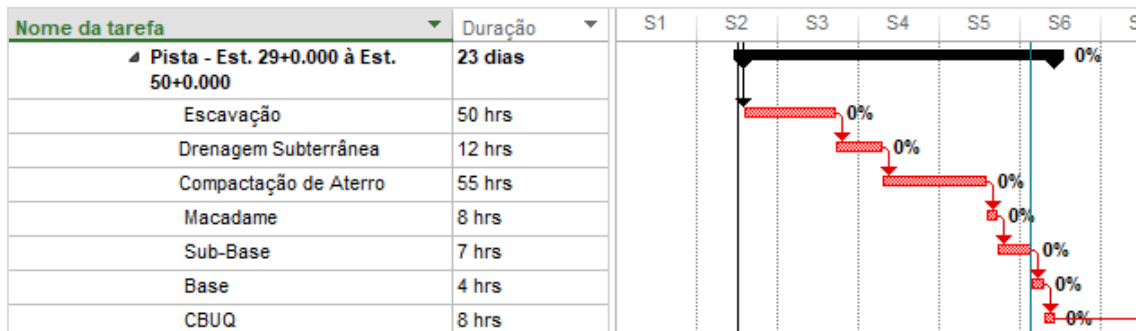 Nome da tarefa Duração S1 S2 S3 S4 S5 S6
Pista - Est. 29+0.000 à Est. 23 dias 0%
50+0.000
Escavação 50 hrs 0%
Drenagem Subterrânea 12 hrs 0%
Compactação de Aterro 55 hrs 0%
Macadame 8 hrs 0%
Sub-Base 7 hrs 0%
Base 4 hrs 0%
CBUQ 8 hrs 0%